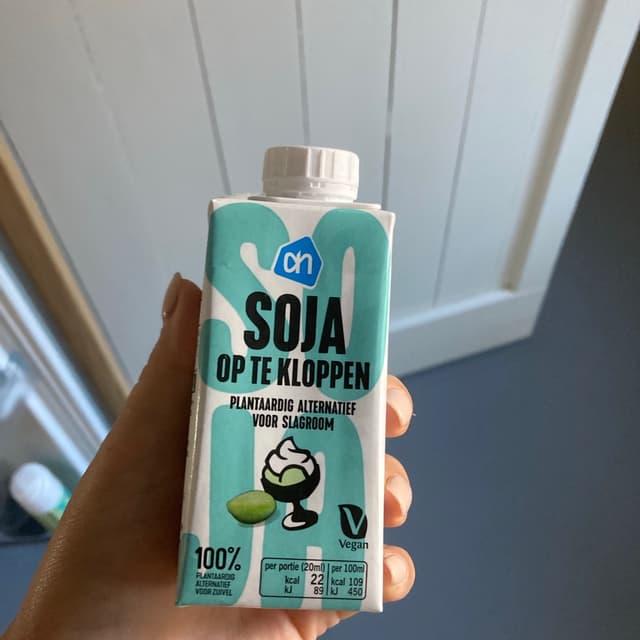 SOJA
ah
SOJA
OP TE KLOPPEN
PLANTAARDIG ALTERNATIEF
VOOR SLAGROOM
Vegan
100%
PLANTAARDIG
ALTERNATIEF
VOOR ZUIVEL
per portie (20ml) per 100ml
kcal 22 kcal 109
kJ 89 kJ 450